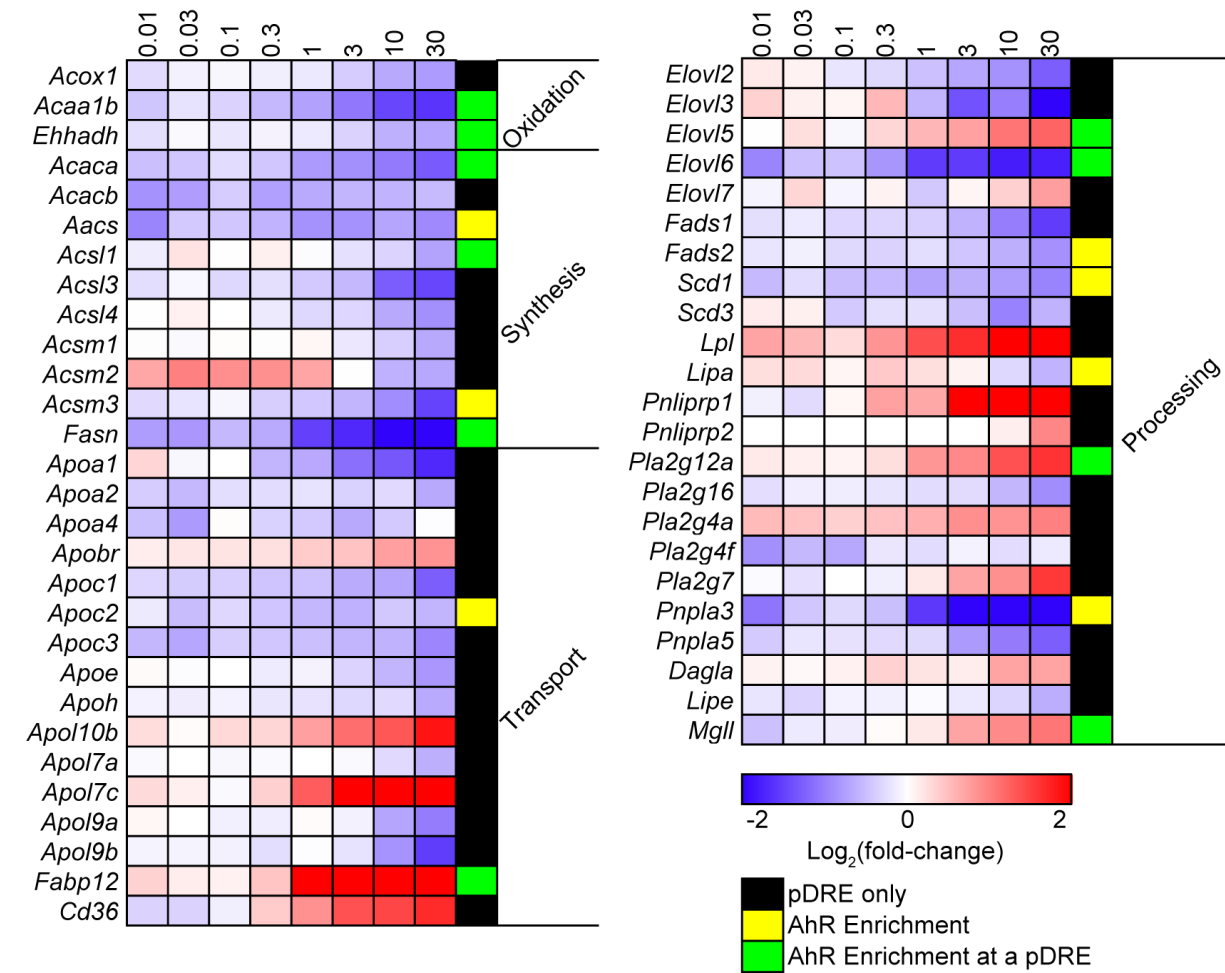 0.01 0.03 0.1 0.3 1 3 10 30
Acox1
Acaa1b
Ehhadh
Oxidation
Acaca
Acacb
Aacs
Acsl1
Acsl3
Acsl4
Acsm1
Acsm2
Acsm3
Fasn
Synthesis
Apoa1
Apoa2
Apoa4
Apobr
Apoc1
Apoc2
Apoc3
Apoe
Apoh
Apol10b
Apol7a
Apol7c
Apol9a
Apol9b
Fabp12
Cd36
Transport
0.01 0.03 0.1 0.3 1 3 10 30
Elovl2
Elovl3
Elovl5
Elovl6
Elovl7
Fads1
Fads2
Scd1
Scd3
Lpl
Lipa
Pnliprp1
Pnliprp2
Pla2g12a
Pla2g16
Pla2g4a
Pla2g4f
Pla2g7
Pnpla3
Pnpla5
Dagla
Lipe
Mgll
Processing
-2 0 2
Log2(fold-change)
pDRE only
AhR Enrichment
AhR Enrichment at a pDRE